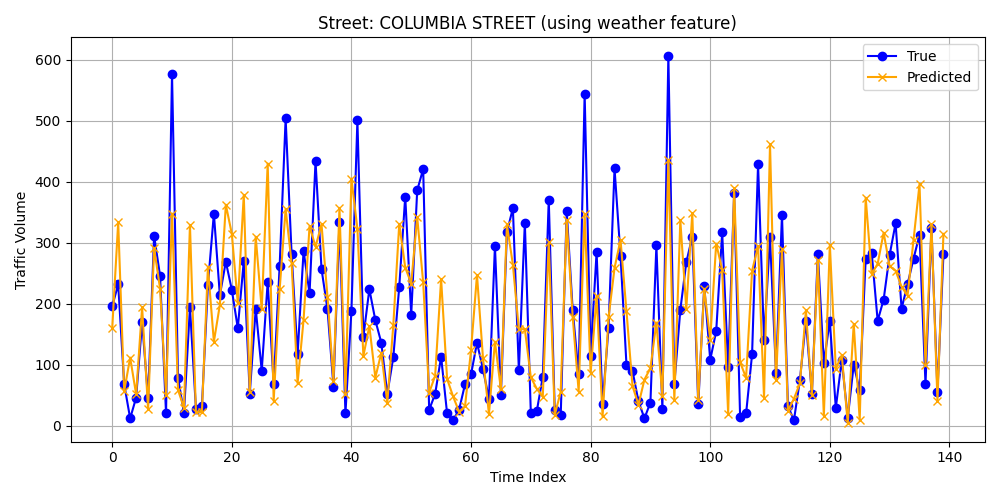 Street: COLUMBIA STREET (using weather feature)
True
Predicted
Traffic Volume
600
500
400
300
200
100
0
0 20 40 60 80 100 120 140
Time Index